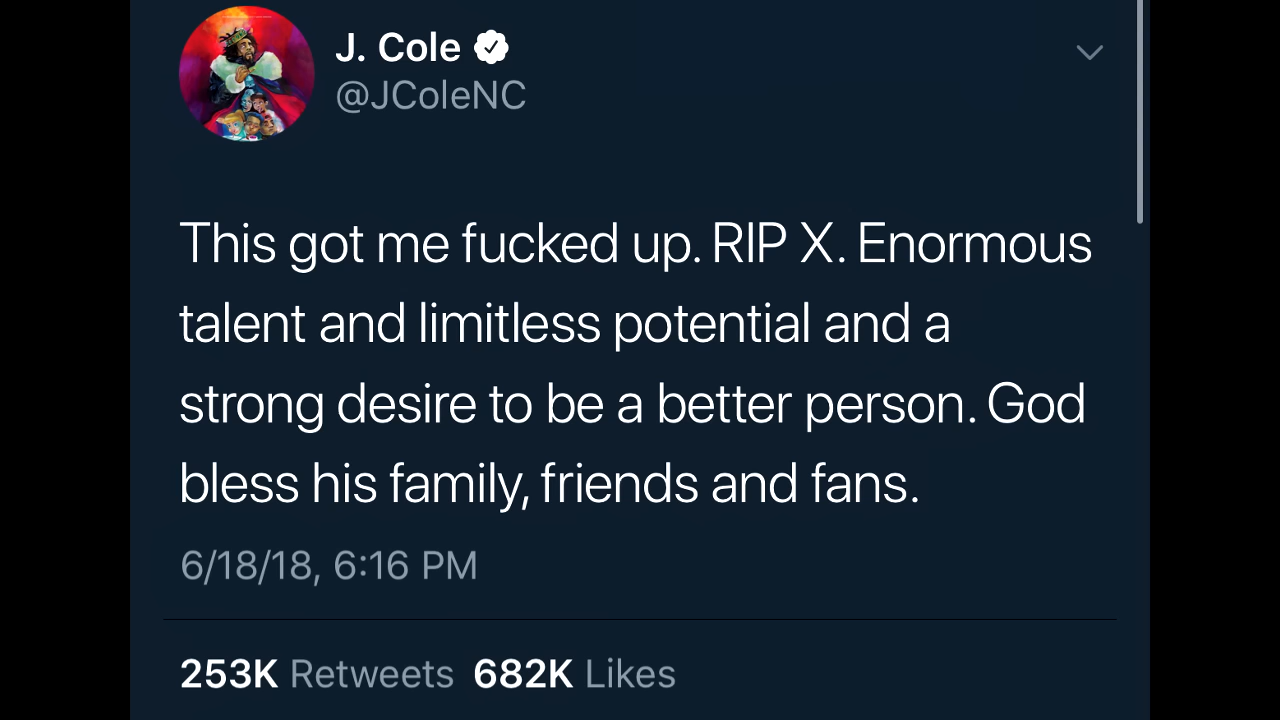 J. Cole
@JColeNC
This got me fucked up. RIP X. Enormous
talent and limitless potential and a
strong desire to be a better person. God
bless his family, friends and fans.
6/18/18, 6:16 PM
253K Retweets 682K Likes